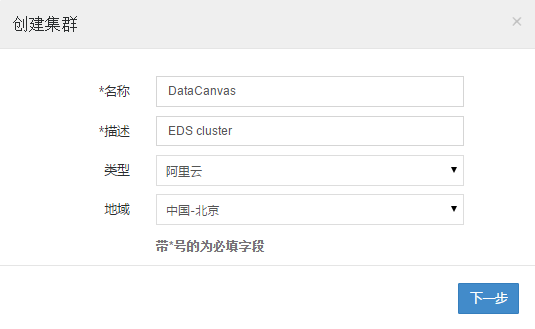 创建集群 ×
*名称 DataCanvas
*描述 EDS cluster
类型 阿里云
地域 中国-北京
带*号的为必填字段
下一步